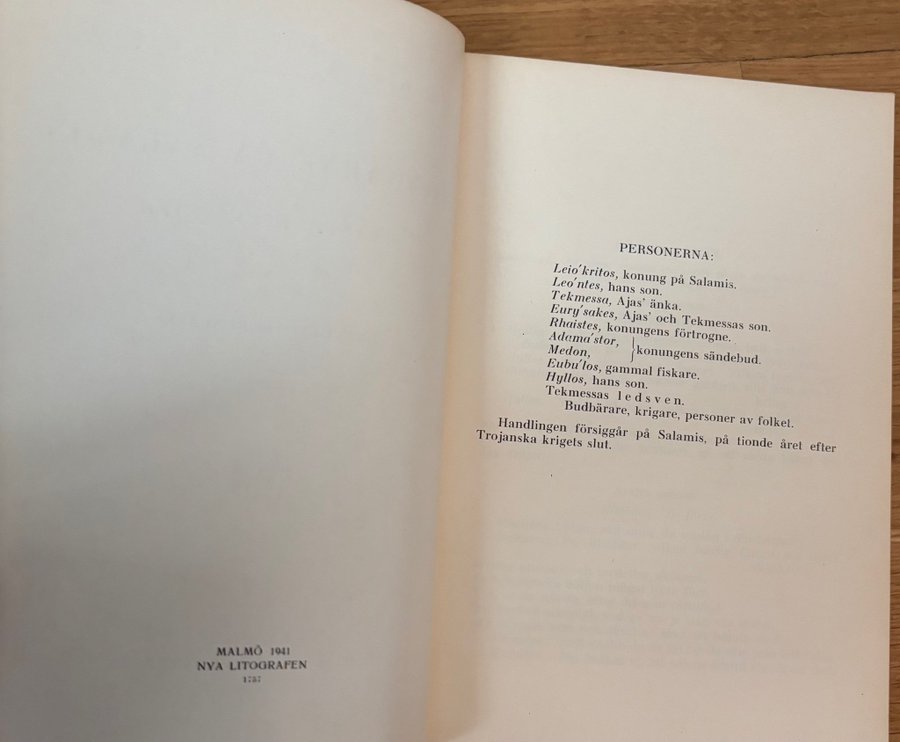 MALMÖ 1941
NYA LITOGRAFEN
1757
PERSONERNA:
Leio´kritos, konung på Salamis.
Leo´ntes, hans son.
Tekmessa, Ajas' änka.
Eury´sakes, Ajas' och Tekmessas son.
Rhaistes, konungens förtrogne.
Adama´stor,
Medon, } konungens sändebud.
Eubu´los, gammal fiskare.
Hyllos, hans son.
Tekmessas ledsven.
Budbärare, krigare, personer av folket.
Handlingen försiggår på Salamis, på tionde året efter
Trojanska krigets slut.